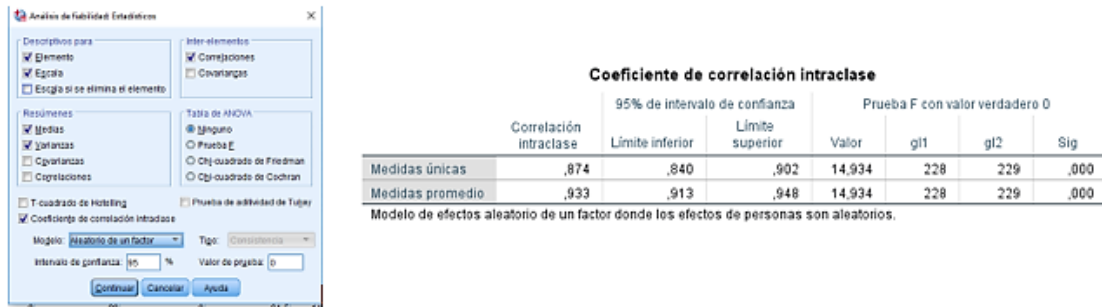 Análisis de fiabilidad: Estadísticos
Descriptivos para
Elemento
Escala
Escala si se elimina el elemento
Inter-elementos
Correlaciones
Covarianzas
Resúmenes
Medias
Varianzas
Covarianzas
Correlaciones
Tabla de ANOVA
Ninguno
Prueba F
Chi-cuadrado de Friedman
Chi-cuadrado de Cochran
T-cuadrado de Hotelling
Prueba de aditividad de Tukey
Coeficiente de correlación intraclase
Modelo: Aleatorio de un factor Tipo: Consistencia
Intervalo de confianza: 95 % Valor de prueba: 0
Continuar Cancelar Ayuda
Coeficiente de correlación intraclase
95% de intervalo de confianza Prueba F con valor verdadero 0
Correlación intraclase Límite inferior Límite superior Valor gl1 gl2 Sig
Medidas únicas ,874 ,840 ,902 14,934 228 229 ,000
Medidas promedio ,933 ,913 ,948 14,934 228 229 ,000
Modelo de efectos aleatorio de un factor donde los efectos de personas son aleatorios.